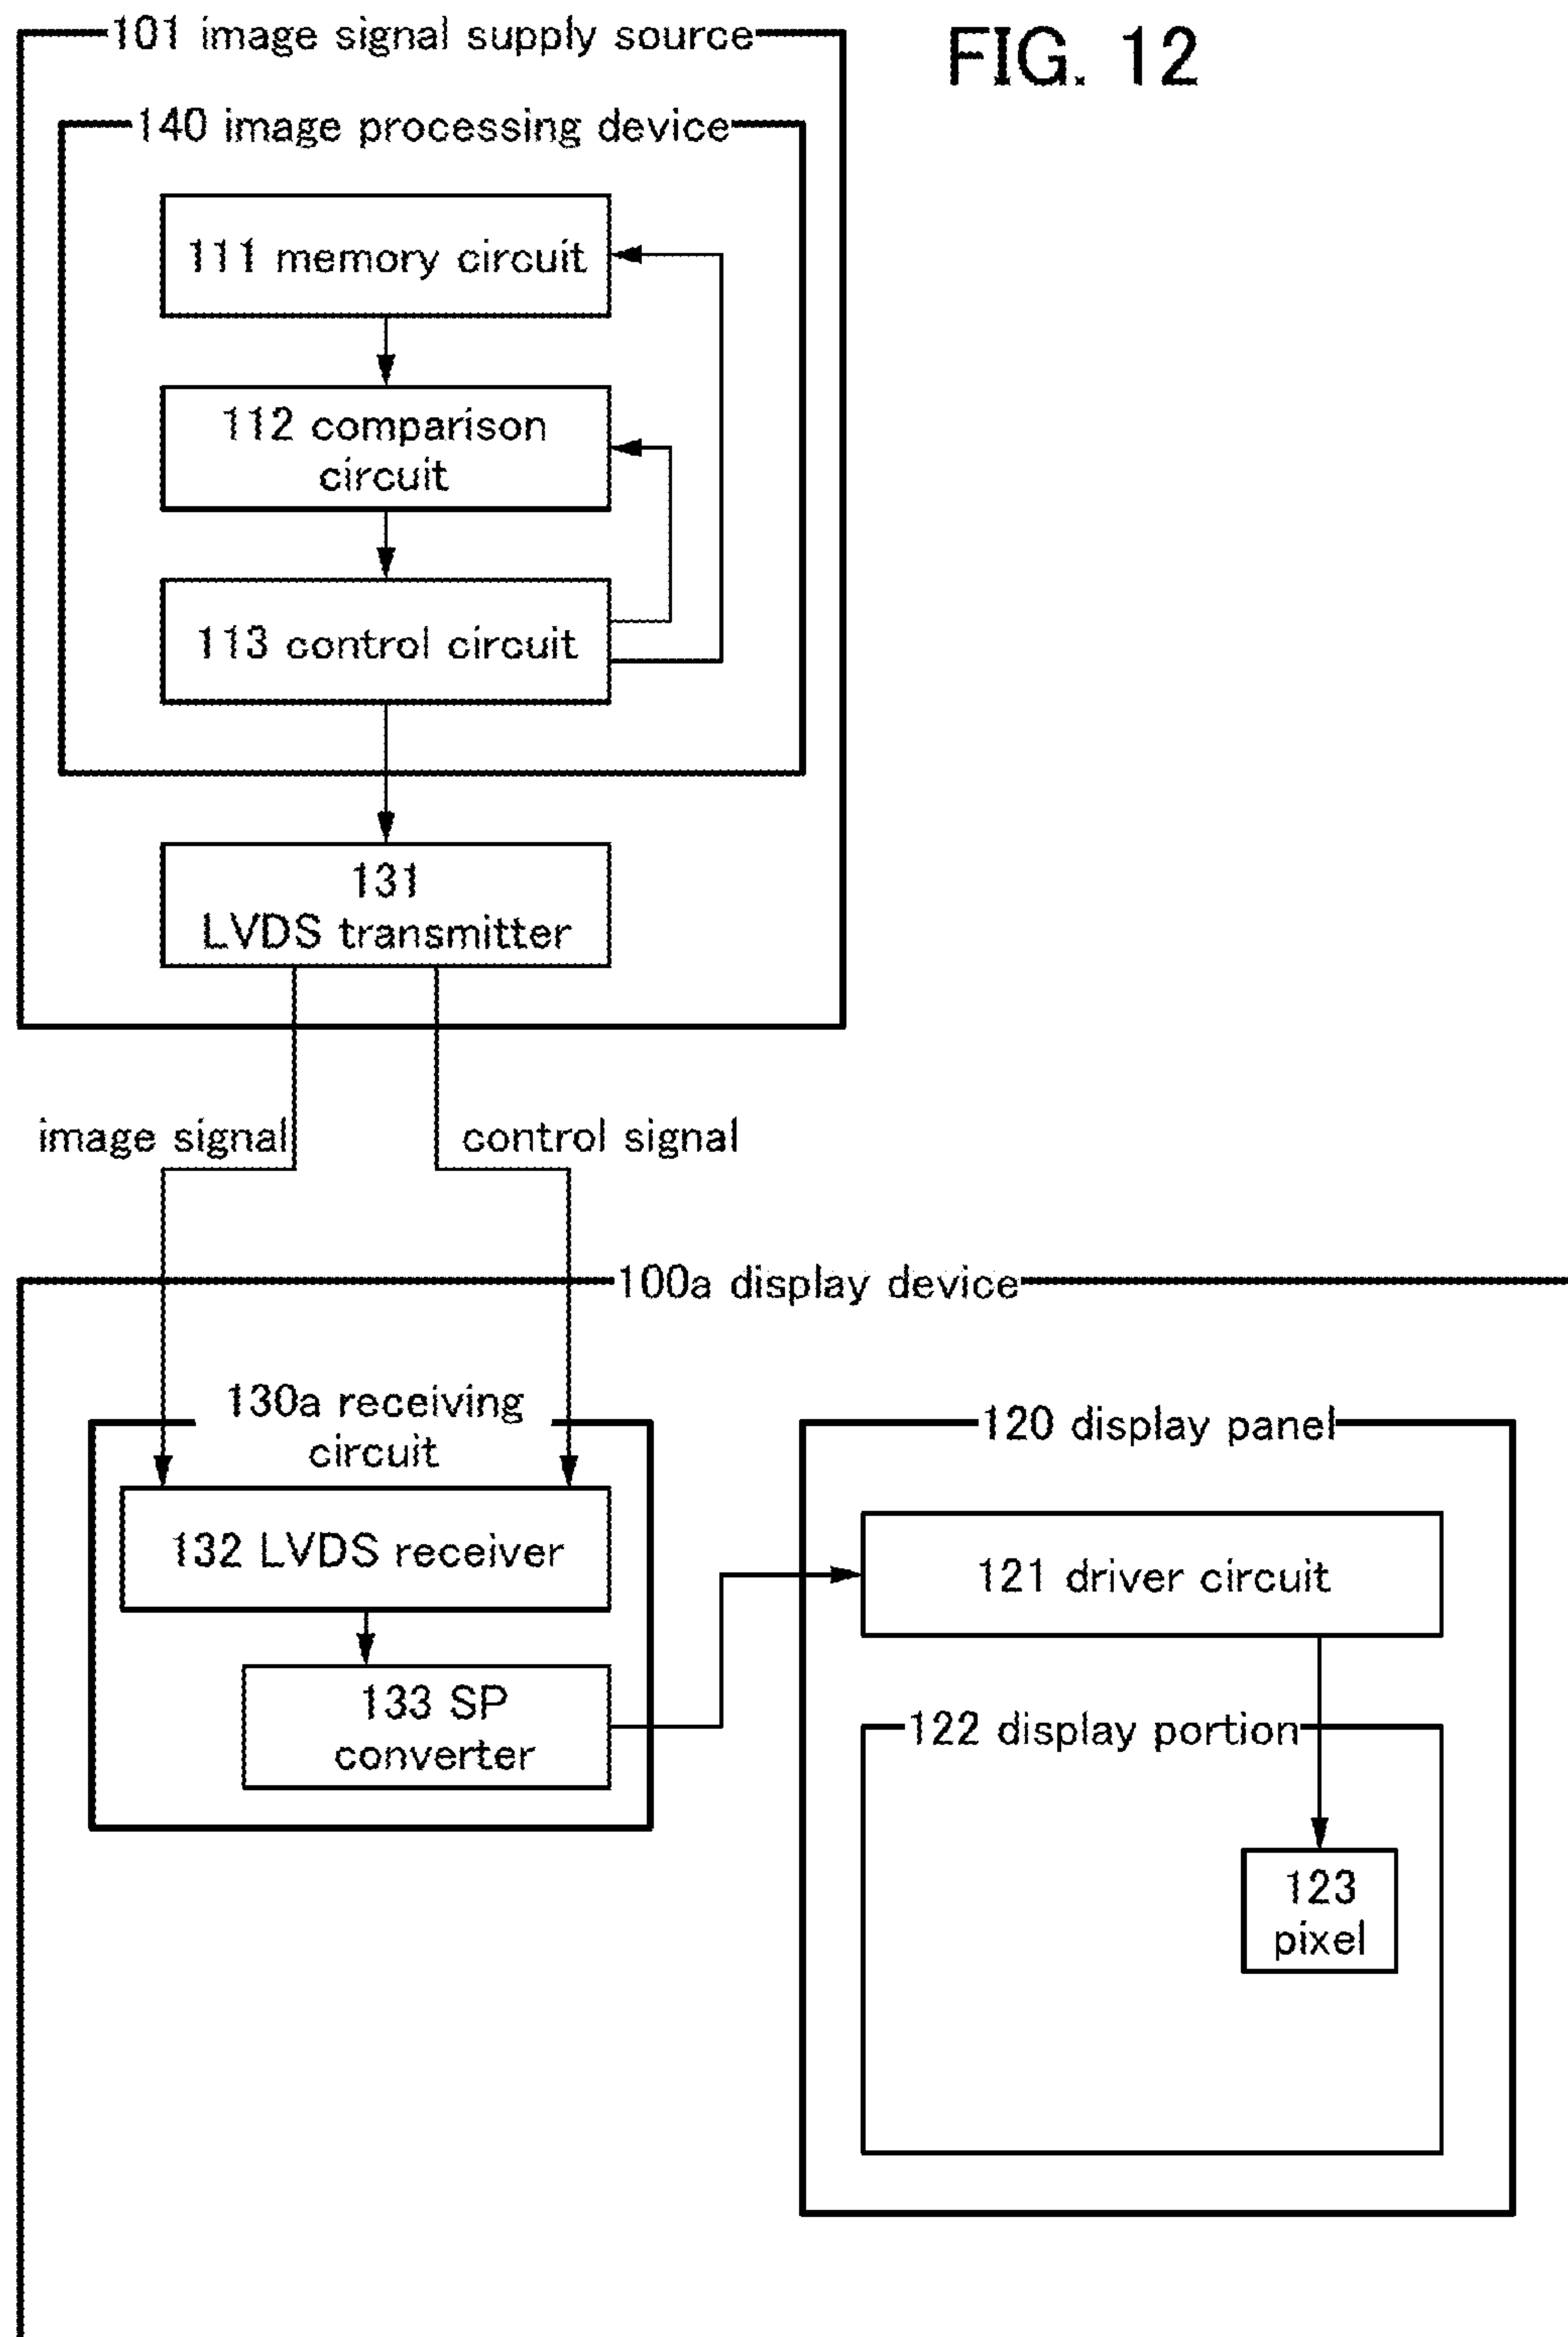 101 image signal supply source
FIG. 12
140 image processing device
111 memory circuit
112 comparison
circuit
113 control circuit
131
LVDS transmitter
image signal
control signal
100a display device
130a receiving
circuit
120 display panel
132 LVDS receiver
121 driver circuit
133 SP
converter
122 display portion
123
pixel